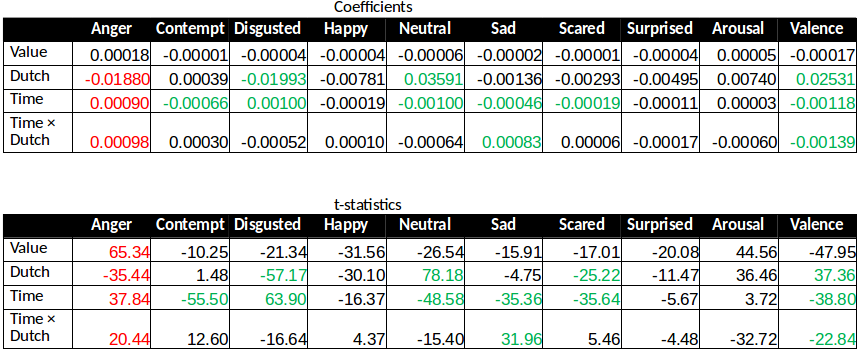 Coefficients
Anger Contempt Disgusted Happy Neutral Sad Scared Surprised Arousal Valence
Value 0.00018 -0.00001 -0.00004 -0.00004 -0.00006 -0.00002 -0.00001 -0.00004 0.00005 -0.00017
Dutch -0.01880 0.00039 -0.01993 -0.00781 0.03591 -0.00136 -0.00293 -0.00495 0.00740 0.02531
Time 0.00090 -0.00066 0.00100 -0.00019 -0.00100 -0.00046 -0.00019 -0.00011 0.00003 -0.00118
Time ×
Dutch 0.00098 0.00030 -0.00052 0.00010 -0.00064 0.00083 0.00006 -0.00017 -0.00060 -0.00139
t-statistics
Anger Contempt Disgusted Happy Neutral Sad Scared Surprised Arousal Valence
Value 65.34 -10.25 -21.34 -31.56 -26.54 -15.91 -17.01 -20.08 44.56 -47.95
Dutch -35.44 1.48 -57.17 -30.10 78.18 -4.75 -25.22 -11.47 36.46 37.36
Time 37.84 -55.50 63.90 -16.37 -48.58 -35.36 -35.64 -5.67 3.72 -38.80
Time ×
Dutch 20.44 12.60 -16.64 4.37 -15.40 31.96 5.46 -4.48 -32.72 -22.84